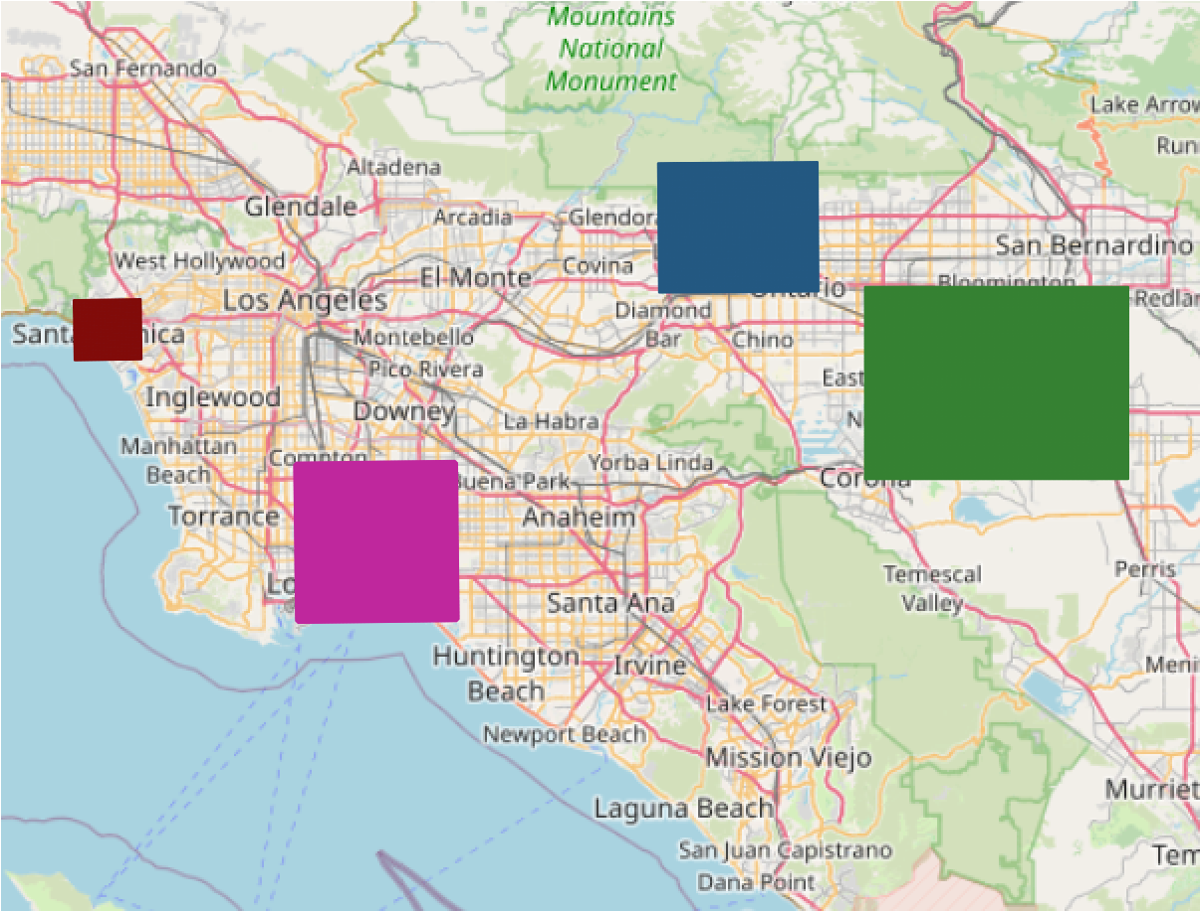 Mountains
National
Monument
San Fernando
Lake Arrow
Run
Altadena
Glendale
Arcadia
Glendora
West Hollywood
San Bernardino
Covina
El Monte
Bloomington
Los Angeles
Ontario
Redlan
Diamond
Bar
Santa
nica
Montebello
Chino
Pico Rivera
East
Inglewood
Downey
La Habra
N
Manhattan
Beach
Compton
Yorba Linda
Buena Park
Corona
Torrance
Anaheim
Lo
Perris
Temescal
Valley
Santa Ana
Huntington
Beach
Irvine
Meni
Lake Forest
Newport Beach
Mission Viejo
Murriet
Laguna Beach
San Juan Capistrano
Tem
Dana Point